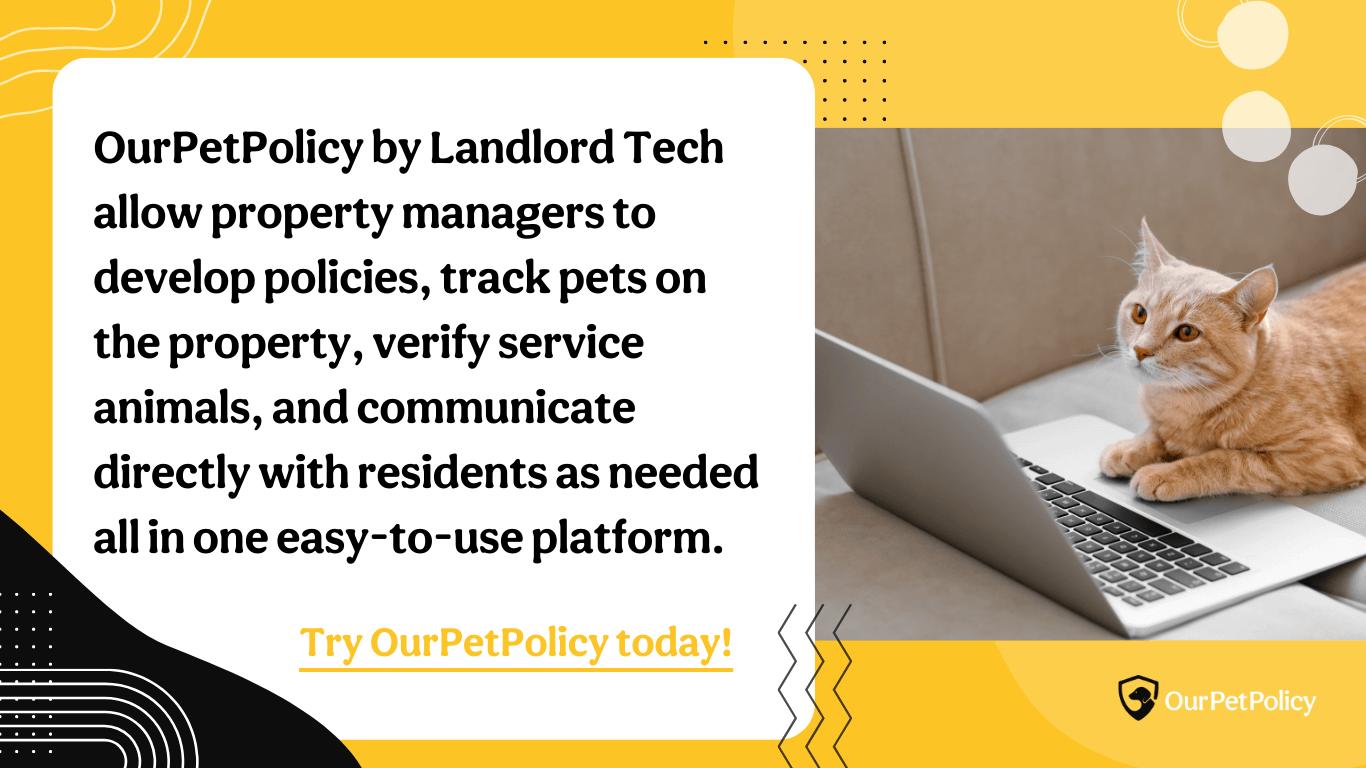 OurPetPolicy by Landlord Tech
allow property managers to
develop policies, track pets on
the property, verify service
animals, and communicate
directly with residents as needed
all in one easy-to-use platform.
Try OurPetPolicy today!
OurPetPolicy